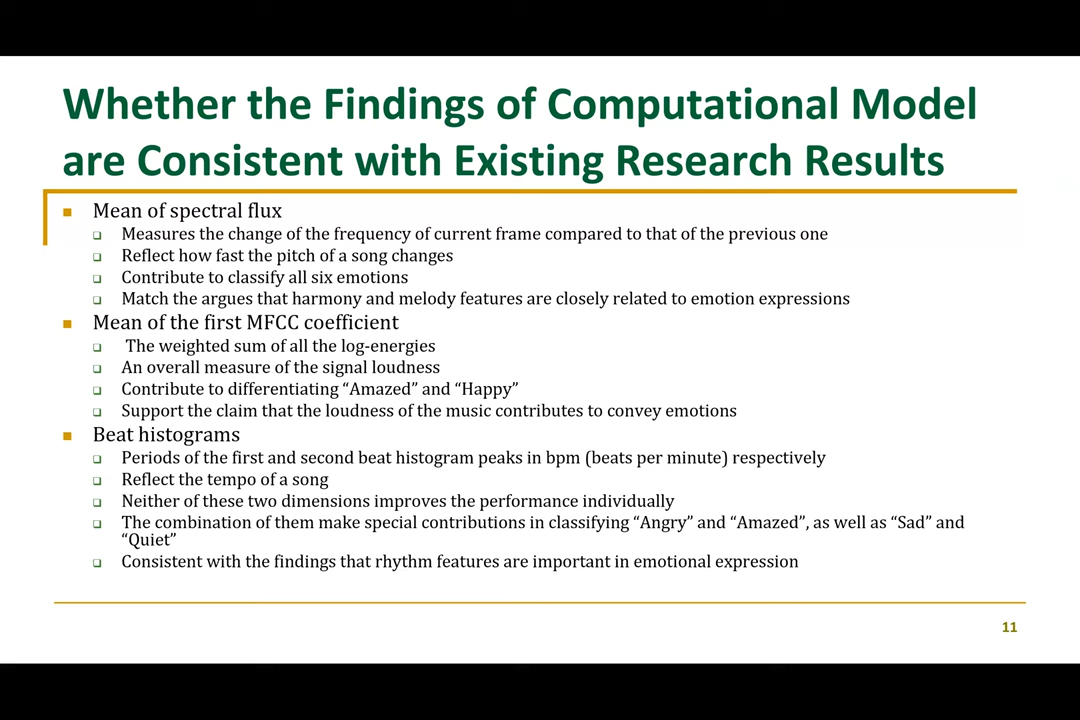 Whether the Findings of Computational Model
are Consistent with Existing Research Results
Mean of spectral flux
Measures the change of the frequency of current frame compared to that of the previous one
Reflect how fast the pitch of a song changes
Contribute to classify all six emotions
Match the argues that harmony and melody features are closely related to emotion expressions
Mean of the first MFCC coefficient
The weighted sum of all the log-energies
An overall measure of the signal loudness
Contribute to differentiating “Amazed” and “Happy”
Support the claim that the loudness of the music contributes to convey emotions
Beat histograms
Periods of the first and second beat histogram peaks in bpm (beats per minute) respectively
Reflect the tempo of a song
Neither of these two dimensions improves the performance individually
The combination of them make special contributions in classifying “Angry” and “Amazed”, as well as “Sad” and
“Quiet”
Consistent with the findings that rhythm features are important in emotional expression
11